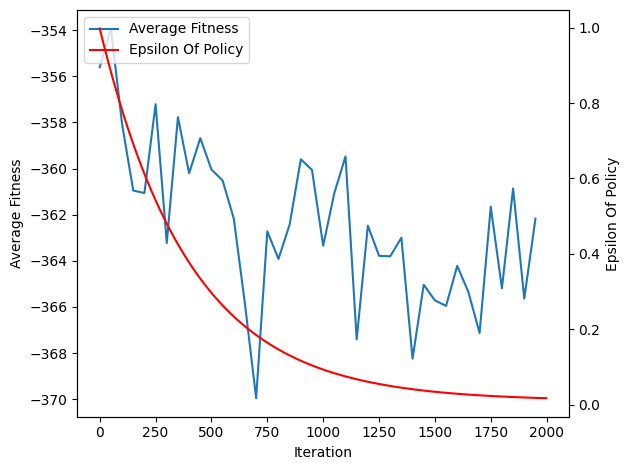 Average Fitness
Epsilon Of Policy
−354
−356
−358
−360
−362
−364
−366
−368
−370
Average Fitness
1.0
0.8
0.6
0.4
0.2
0.0
Epsilon Of Policy
0 250 500 750 1000 1250 1500 1750 2000
Iteration